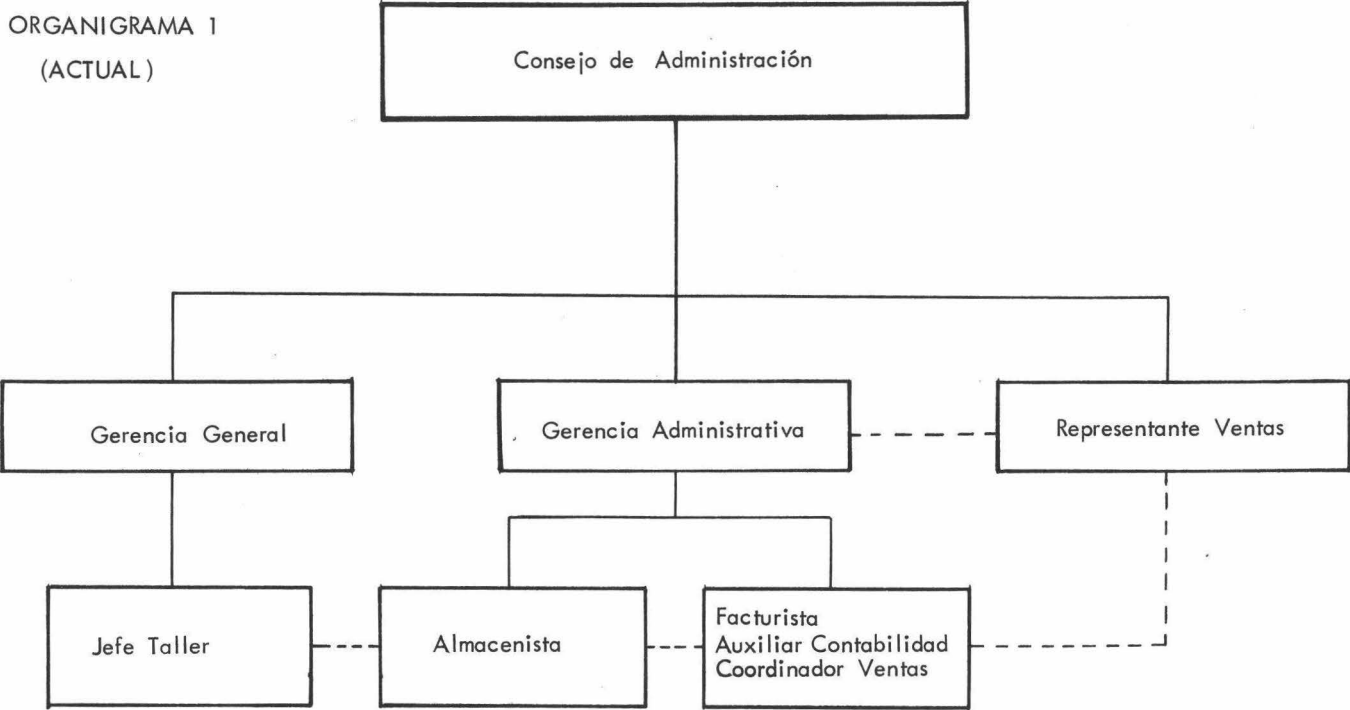 ORGANIGRAMA 1
(ACTUAL)
Consejo de Administración
Gerencia General
Gerencia Administrativa
Representante Ventas
Jefe Taller
Almacenista
Facturista
Auxiliar Contabilidad
Coordinador Ventas